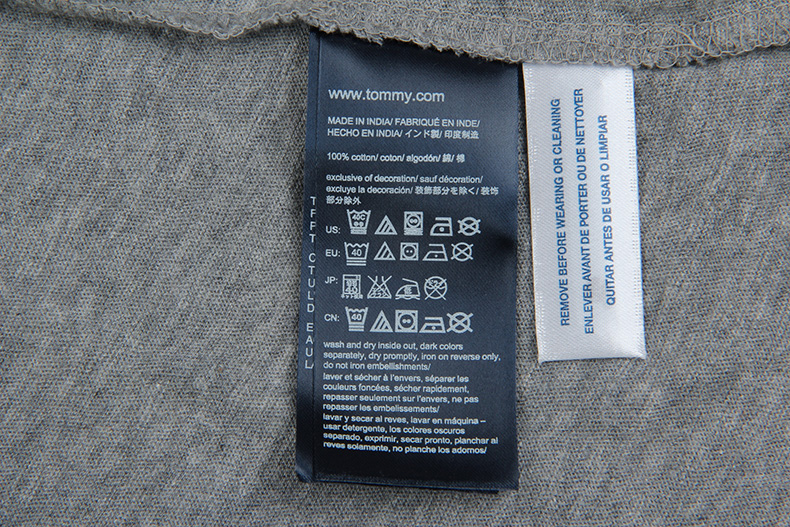 www.tommy.com
MADE IN INDIA/ FABRIQUÉ EN INDE/
HECHO EN INDIA/ インド製/ 印度制造
100% cotton/ coton/ algodón/ 綿/ 棉
exclusive of decoration/ sauf décoration/
excluye la decoración/ 装飾部分を除く/ 装饰
部分除外
US: 40C
EU: 40
JP: 40
CN: 40
wash and dry inside out, dark colors
separately, dry promptly, iron on reverse only,
do not iron embellishments/
laver et sécher à l'envers, séparer les
couleurs foncées, sécher rapidement,
repasser seulement sur l'envers, ne pas
repasser les embellissements/
lavar y secar al reves, lavar en máquina –
usar detergente, los colores oscuros
separado, exprimir, secar pronto, planchar al
réves solamente, no planche los adornos/
REMOVE BEFORE WEARING OR CLEANING
ENLEVER AVANT DE PORTER OU DE NETTOYER
QUITAR ANTES DE USAR O LIMPIAR